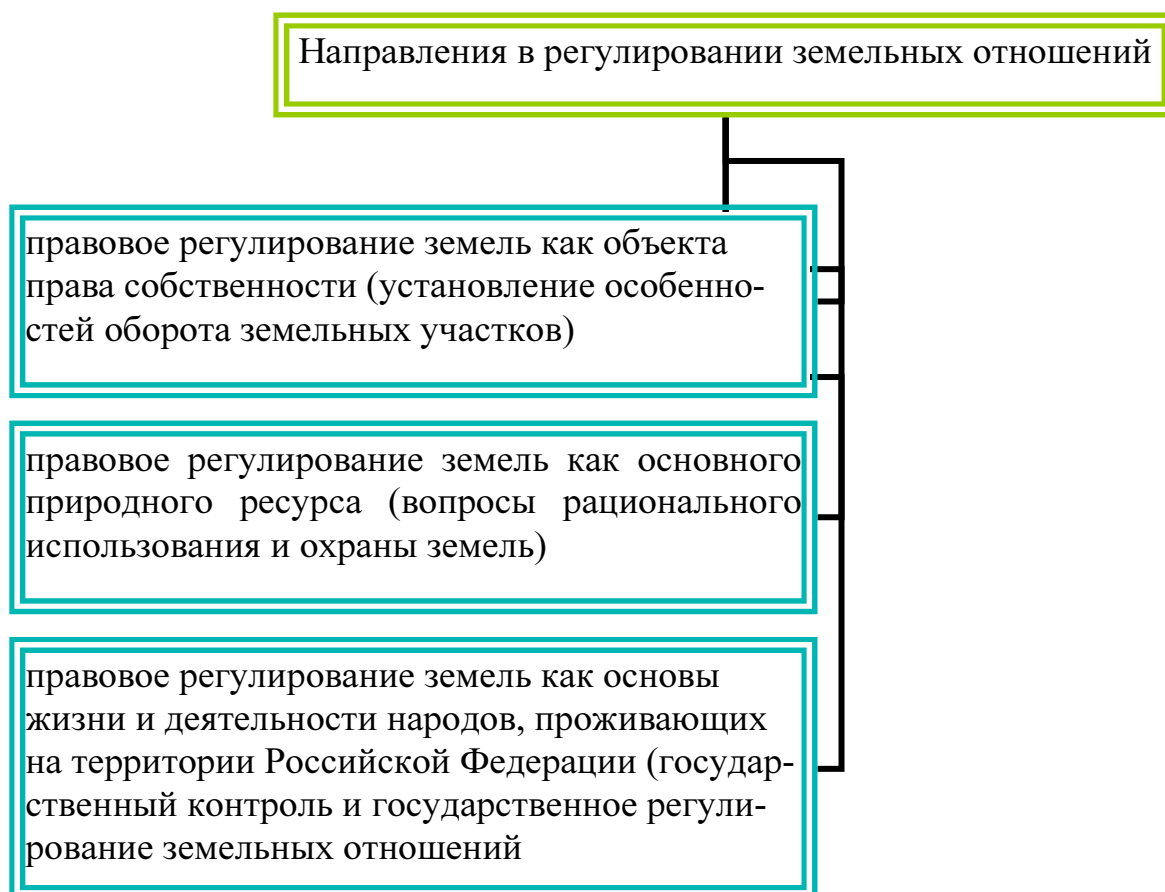 Направления в регулировании земельных отношений
правовое регулирование земель как объекта
права собственности (установление особенно-
стей оборота земельных участков)
правовое регулирование земель как основного
природного ресурса (вопросы рационального
использования и охраны земель)
правовое регулирование земель как основы
жизни и деятельности народов, проживающих
на территории Российской Федерации (государ-
ственный контроль и государственное регули-
рование земельных отношений